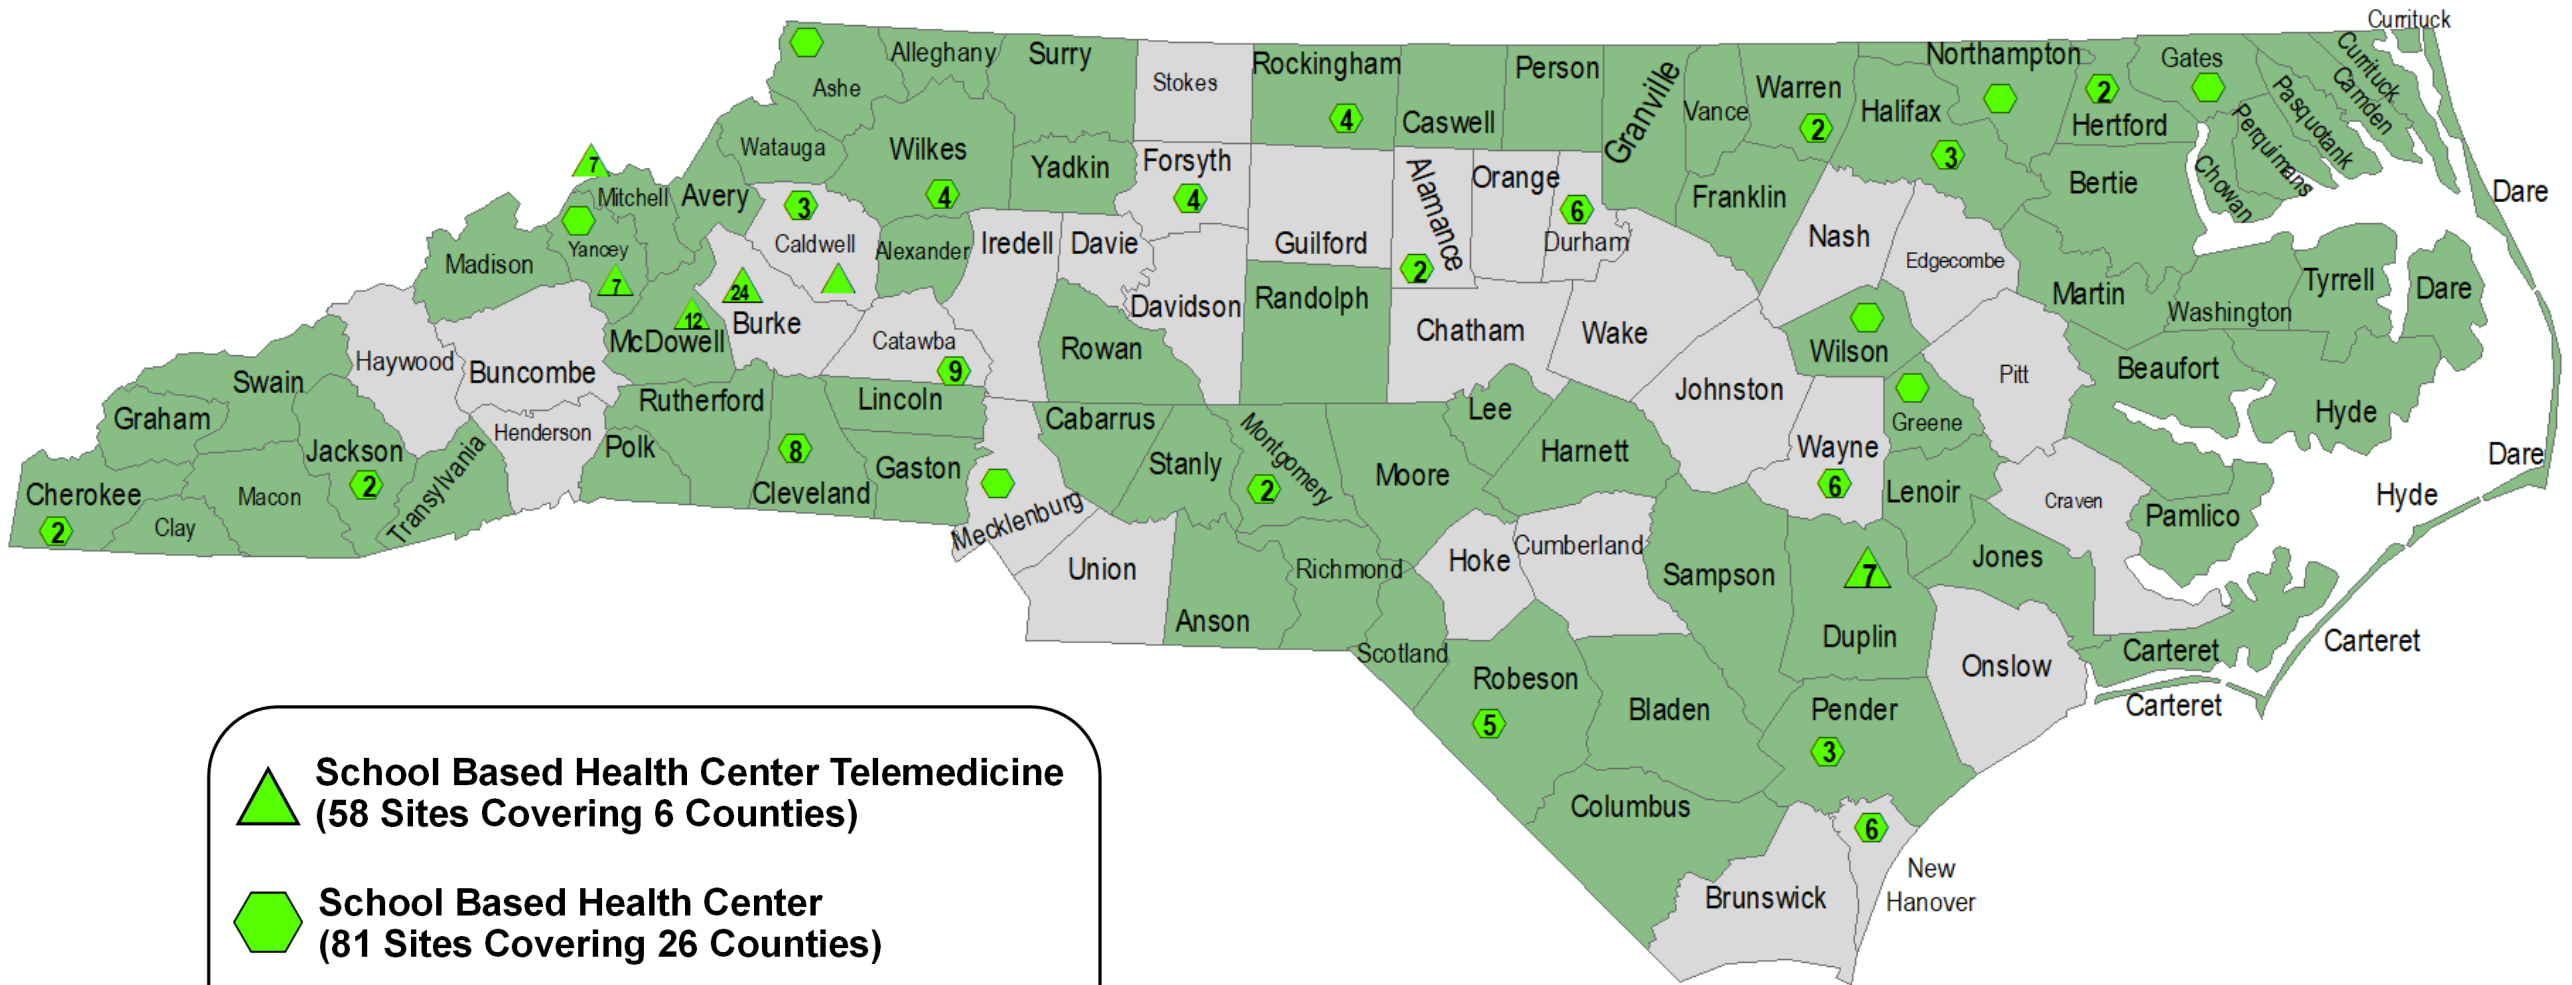 Currituck
Alleghany
Surry
Stokes
Rockingham
Person
Northampton
Gates
Currituck
Camden
Pasquotank
Perquimans
Chowan
Ashe
Caswell
Granville
Vance
Warren
Halifax
2
Hertford
4
2
3
Watauga
Wilkes
Yadkin
Forsyth
Alamance
Orange
Franklin
Bertie
Dare
7
Mitchell
Avery
4
3
4
6
Durham
Yancey
Madison
Caldwell
Alexander
Iredell
Davie
Guilford
2
Nash
Edgecombe
7
24
12
Burke
McDowell
Davidson
Randolph
Chatham
Wake
Martin
Washington
Tyrrell
Dare
Haywood
Buncombe
Catawba
9
Rowan
Wilson
Pitt
Beaufort
Swain
Rutherford
Lincoln
Johnston
Hyde
Graham
Henderson
Cabarrus
Lee
Greene
Jackson
Transylvania
Polk
8
Gaston
Stanly
Montgomery
Moore
Harnett
Wayne
Dare
Cherokee
Macon
2
Cleveland
2
6
Lenoir
Craven
Hyde
2
Clay
Mecklenburg
Pamlico
Union
Richmond
Hoke
Cumberland
Sampson
7
Jones
Anson
Scotland
Duplin
Carteret
Carteret
Robeson
Onslow
5
Bladen
Pender
Carteret
3
Columbus
6
New
Hanover
Brunswick
School Based Health Center Telemedicine
(58 Sites Covering 6 Counties)
School Based Health Center
(81 Sites Covering 26 Counties)